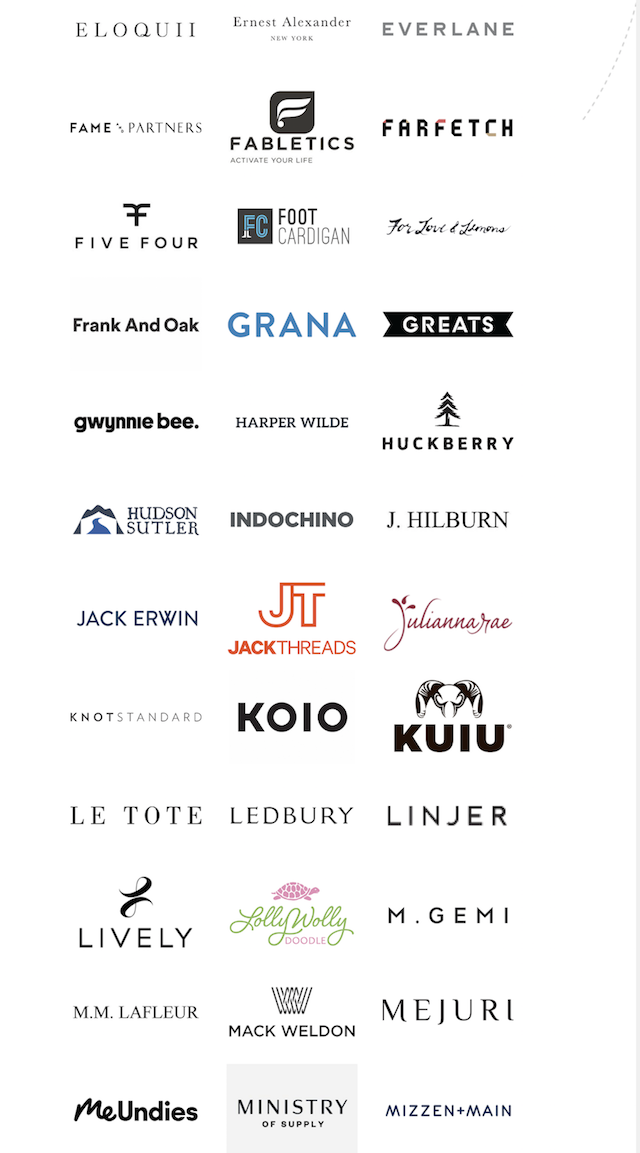 ELOQUII
Ernest Alexander
NEW YORK
EVERLANE
FAME PARTNERS
FABLETICS
ACTIVATE YOUR LIFE
FARFETCH
FIVE FOUR
FC
FOOT
CARDIGAN
For Love & Lemons
Frank And Oak
GRANA
GREATS
gwynnie bee.
HARPER WILDE
HUCKBERRY
HUDSON
SUTLER
INDOCHINO
J. HILBURN
JACK ERWIN
JT
JACKTHREADS
Juliannarae
KNOTSTANDARD
KOIO
KUIU®
LE TOTE
LEDBURY
LINJER
LIVELY
LollyWolly
DOODLE
M.GEMI
M.M. LAFLEUR
MACK WELDON
MEJURI
MeUndies
MINISTRY
OF SUPPLY
MIZZEN+MAIN